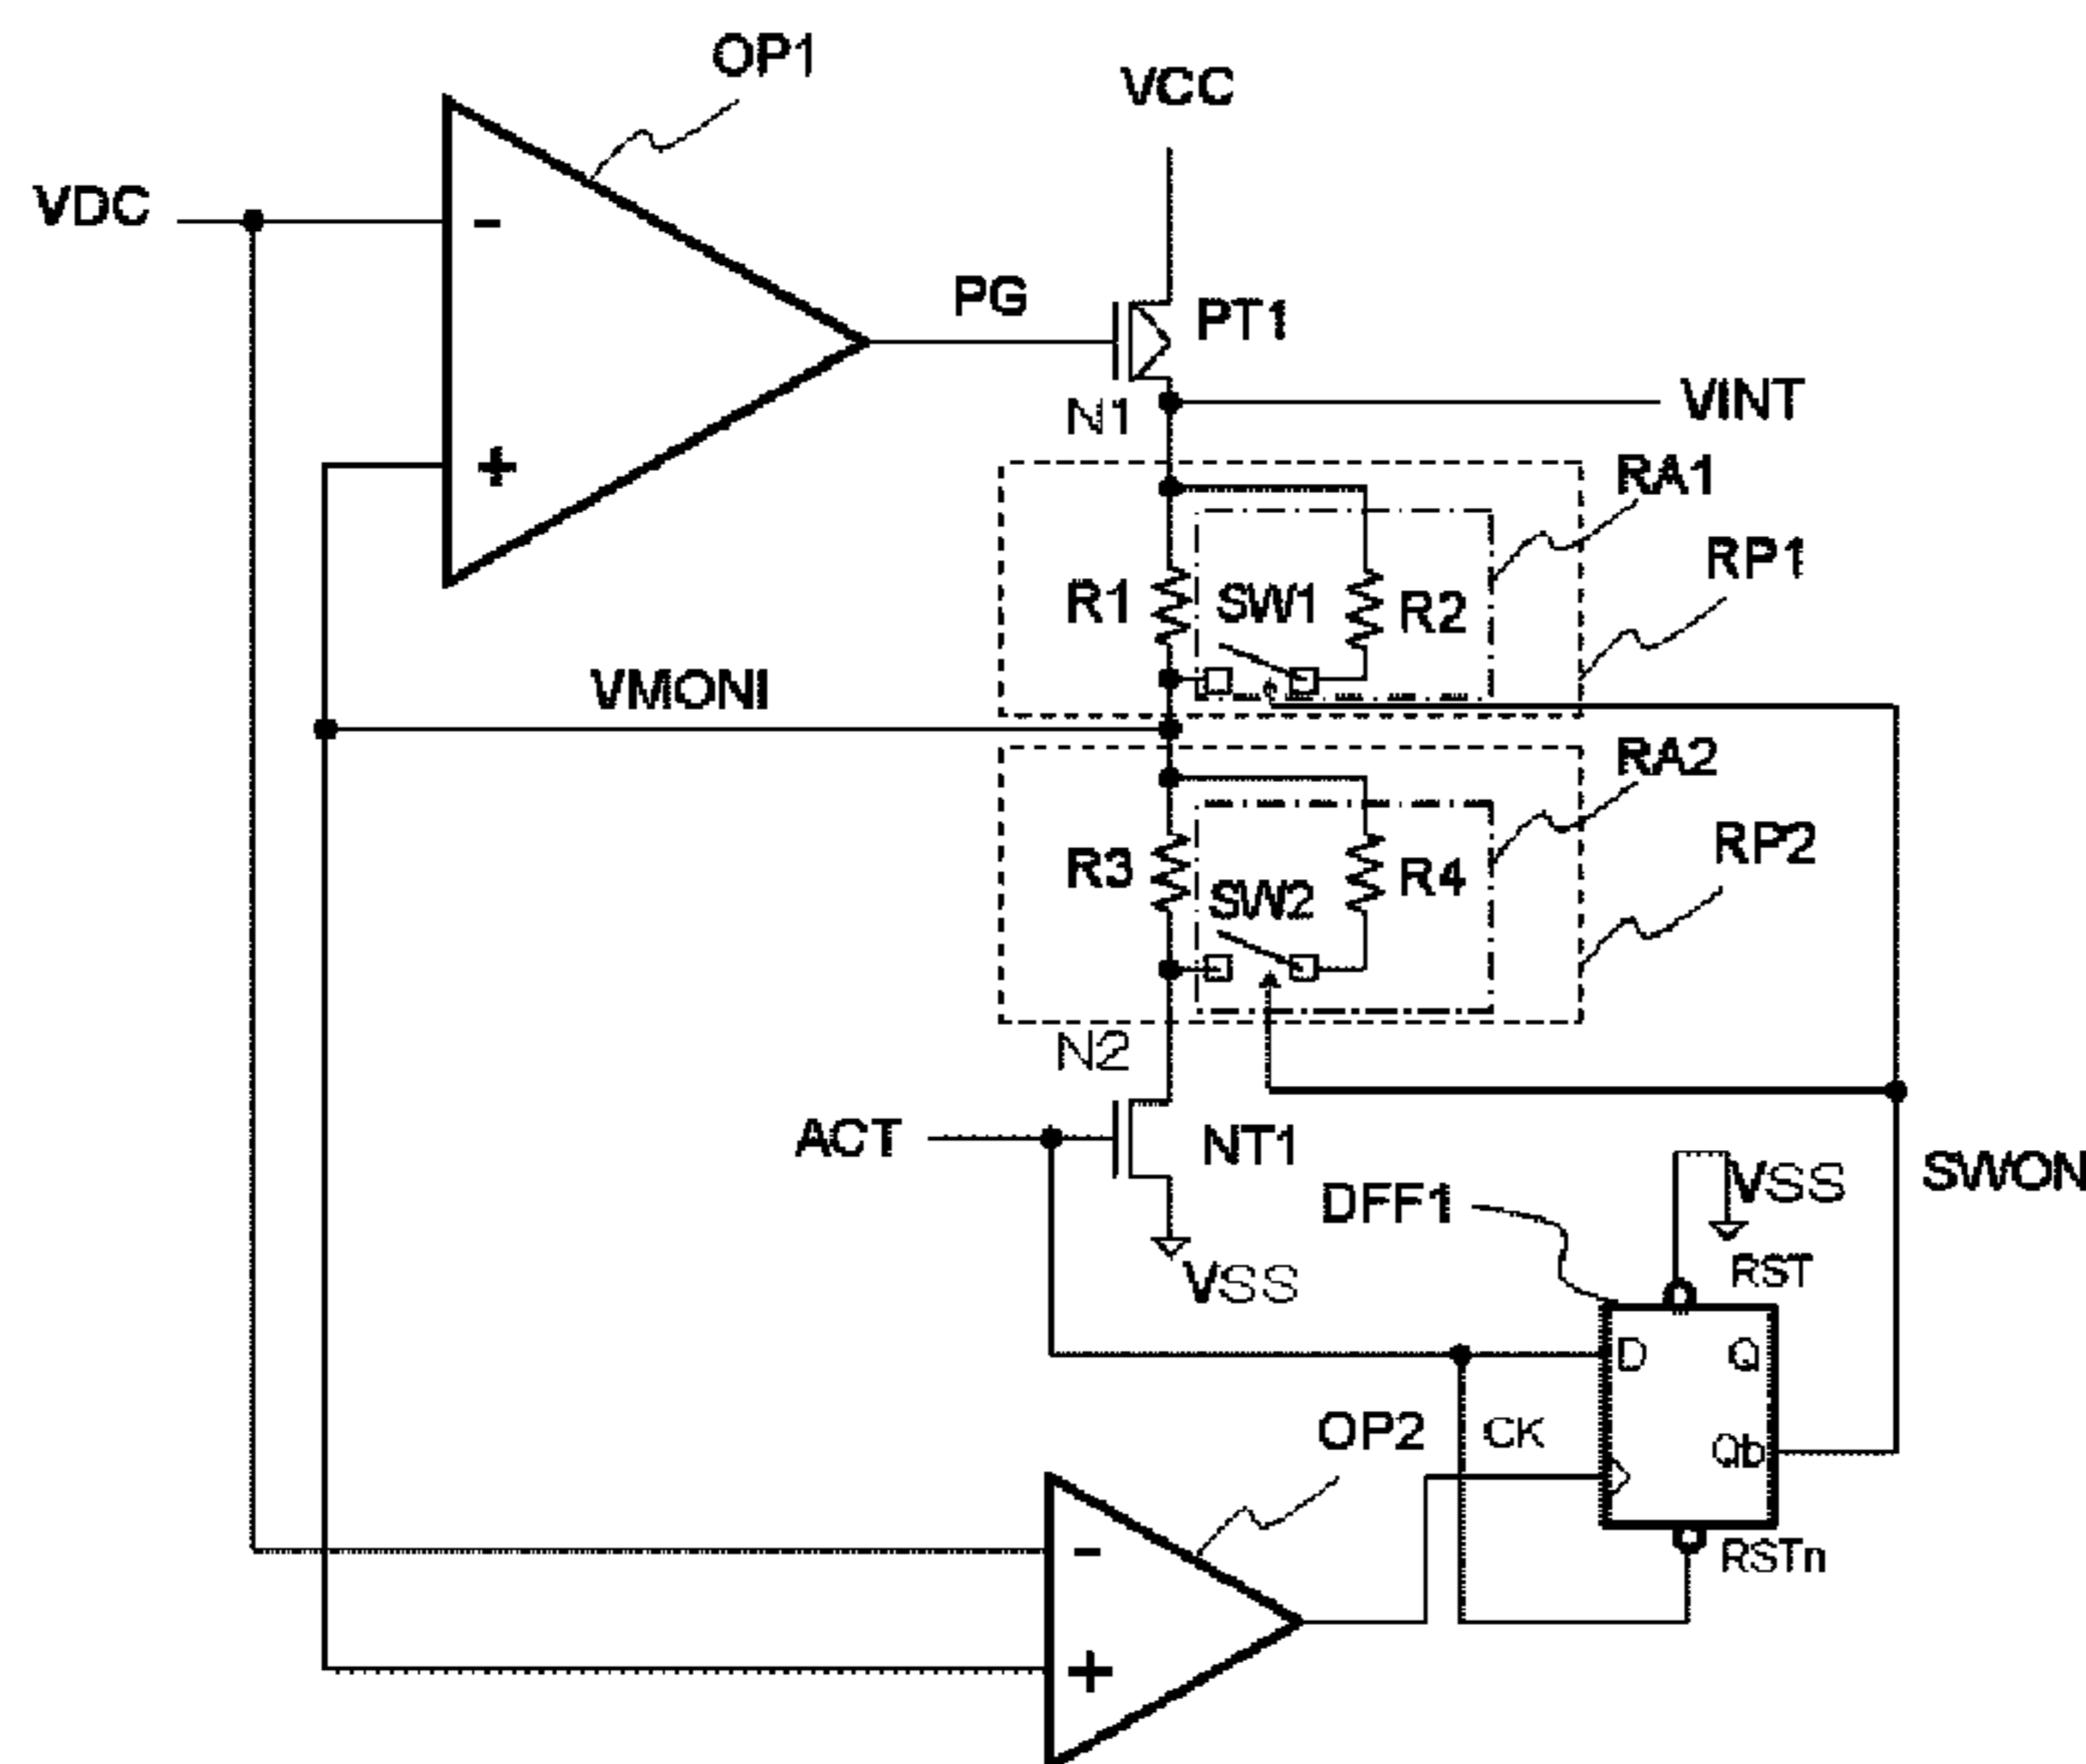 OP1
VCC
VDC
-
PG
PT1
N1
VINT
+
RA1
RP1
R1
SW1
R2
VMONI
RA2
RP2
R3
SW2
R4
N2
ACT
NT1
VSS
SWON
DFF1
VSS
RST
D
Q
OP2
CK
Qb
-
RSTn
+